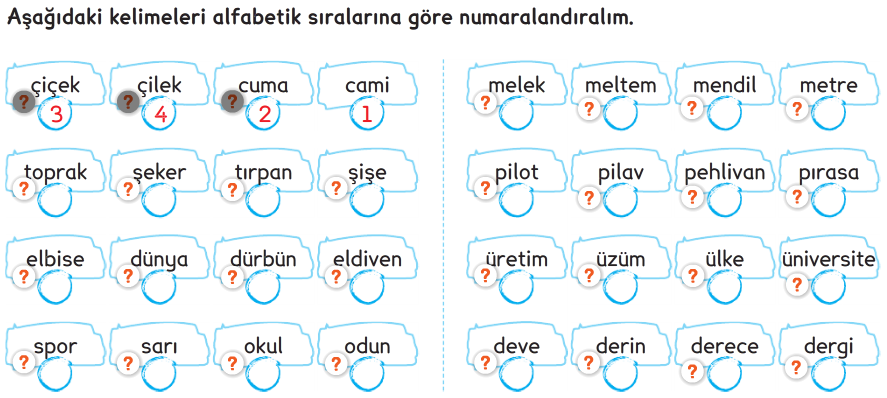 Aşağıdaki kelimeleri alfabetik sıralarına göre numaralandıralım.
çiçek çilek cuma cami melek meltem mendil metre
? ? ? ? ? ? ?
3 4 2 1
toprak şeker tırpan şişe pilot pilav pehlivan pırasa
? ? ? ? ? ? ? ?
elbise dünya dürbün eldiven üretim üzüm ülke üniversite
? ? ? ? ? ? ? ?
spor sarı okul odun deve derin derece dergi
? ? ? ? ? ? ? ?